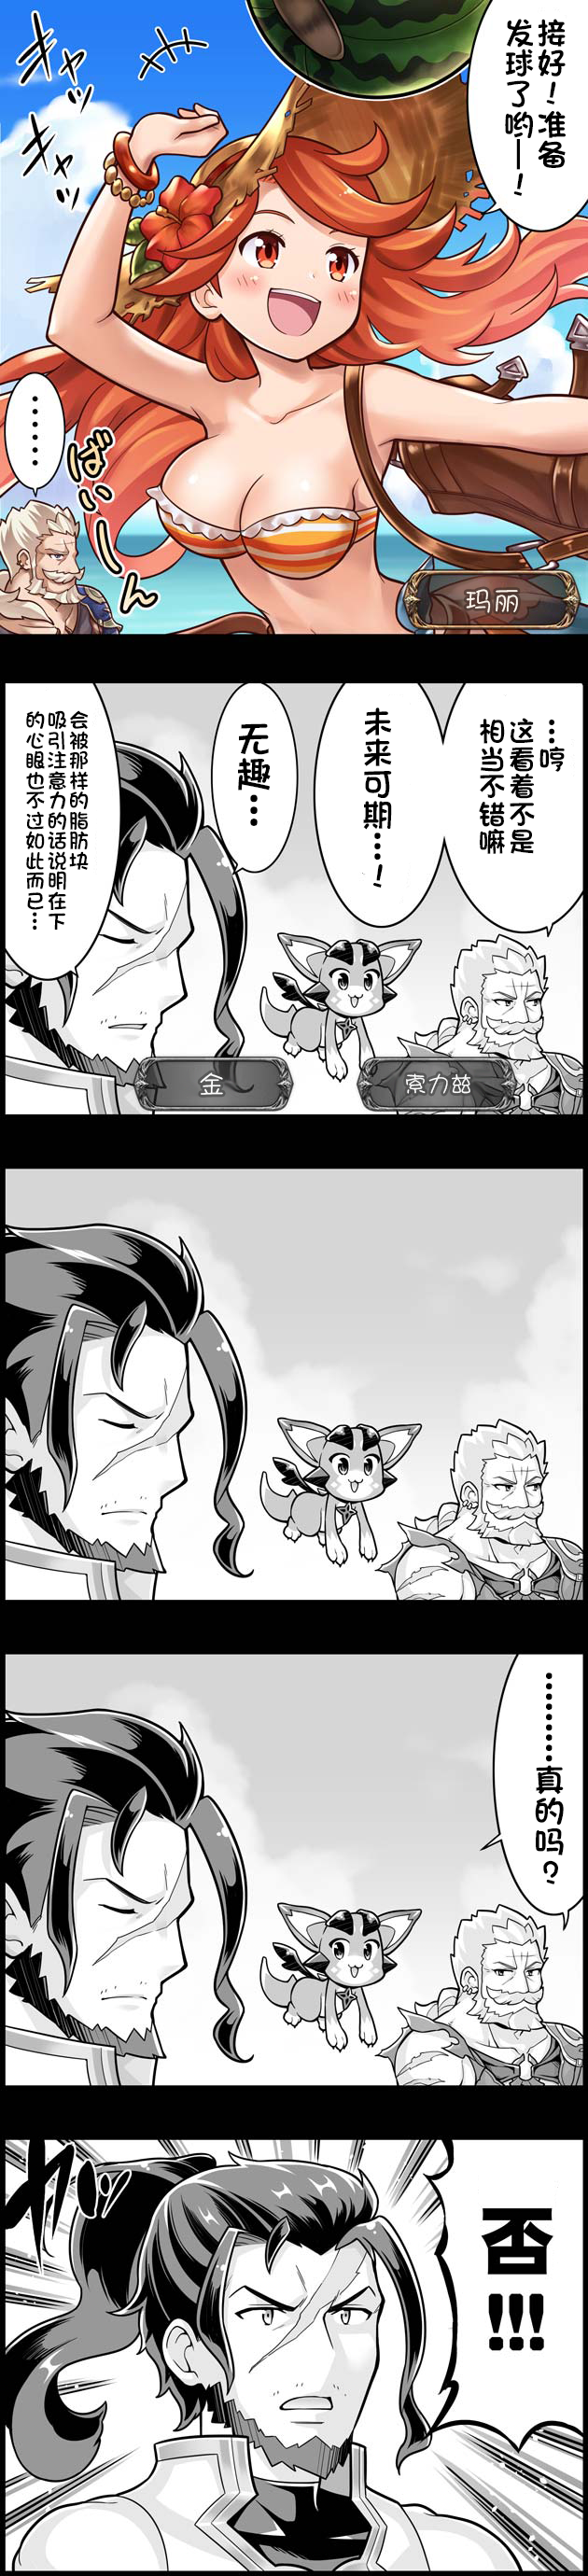 接好！准备
发球了哟—！
キャッ
キャッ
……
ばいーん
玛丽
…哼
这看着不是
相当不错嘛
未来可期…！
无趣…
会被那样的脂肪块
吸引注意力的话说明在下
的心眼也不过如此而已…
金
索力兹
………真的吗？
否!!!
カッ